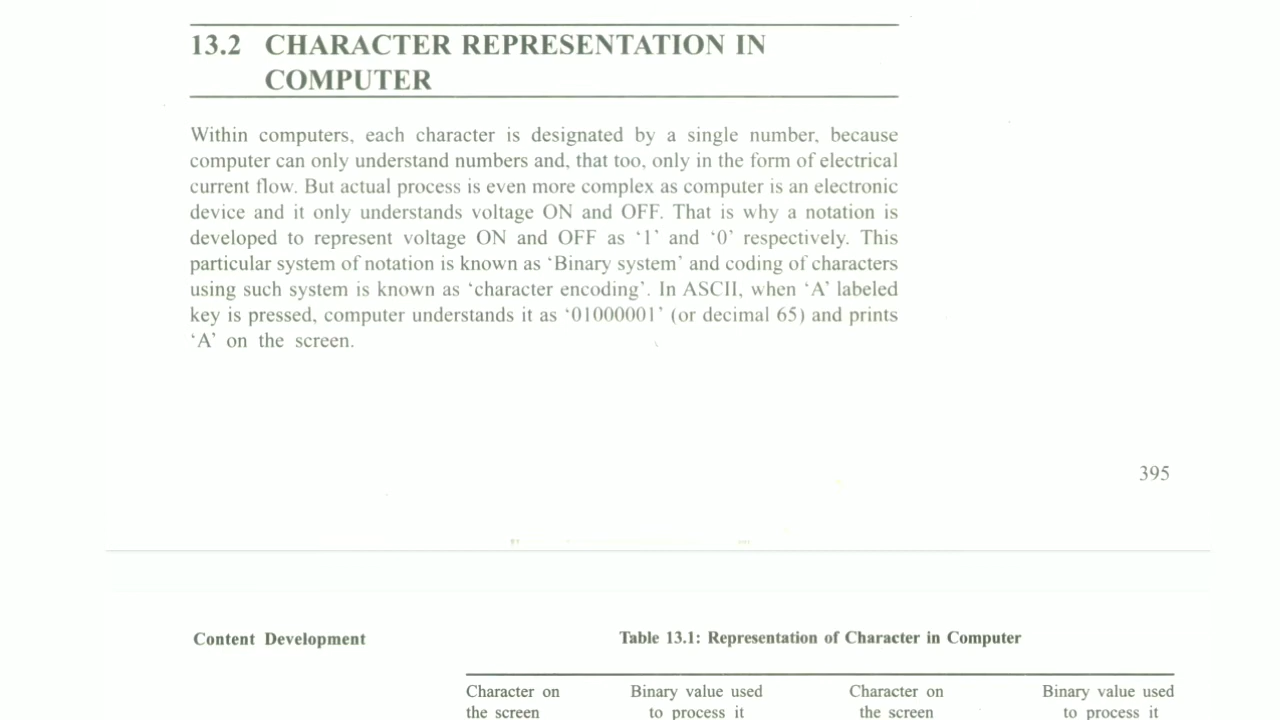 13.2 CHARACTER REPRESENTATION IN
COMPUTER
Within computers, each character is designated by a single number, because
computer can only understand numbers and, that too, only in the form of electrical
current flow. But actual process is even more complex as computer is an electronic
device and it only understands voltage ON and OFF. That is why a notation is
developed to represent voltage ON and OFF as ‘1’ and ‘0’ respectively. This
particular system of notation is known as ‘Binary system’ and coding of characters
using such system is known as ‘character encoding’. In ASCII, when ‘A’ labeled
key is pressed, computer understands it as ‘01000001’ (or decimal 65) and prints
‘A’ on the screen.
395
Content Development
Table 13.1: Representation of Character in Computer
Character on Binary value used Character on Binary value used
the screen to process it the screen to process it